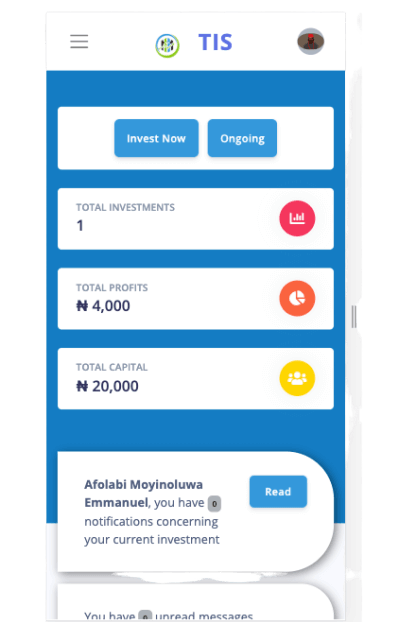 TIS
Invest Now
Ongoing
TOTAL INVESTMENTS
1
TOTAL PROFITS
₦ 4,000
TOTAL CAPITAL
₦ 20,000
Afolabi Moyinoluwa
Emmanuel, you have 0
notifications concerning
your current investment
Read
You have 0 unread messages